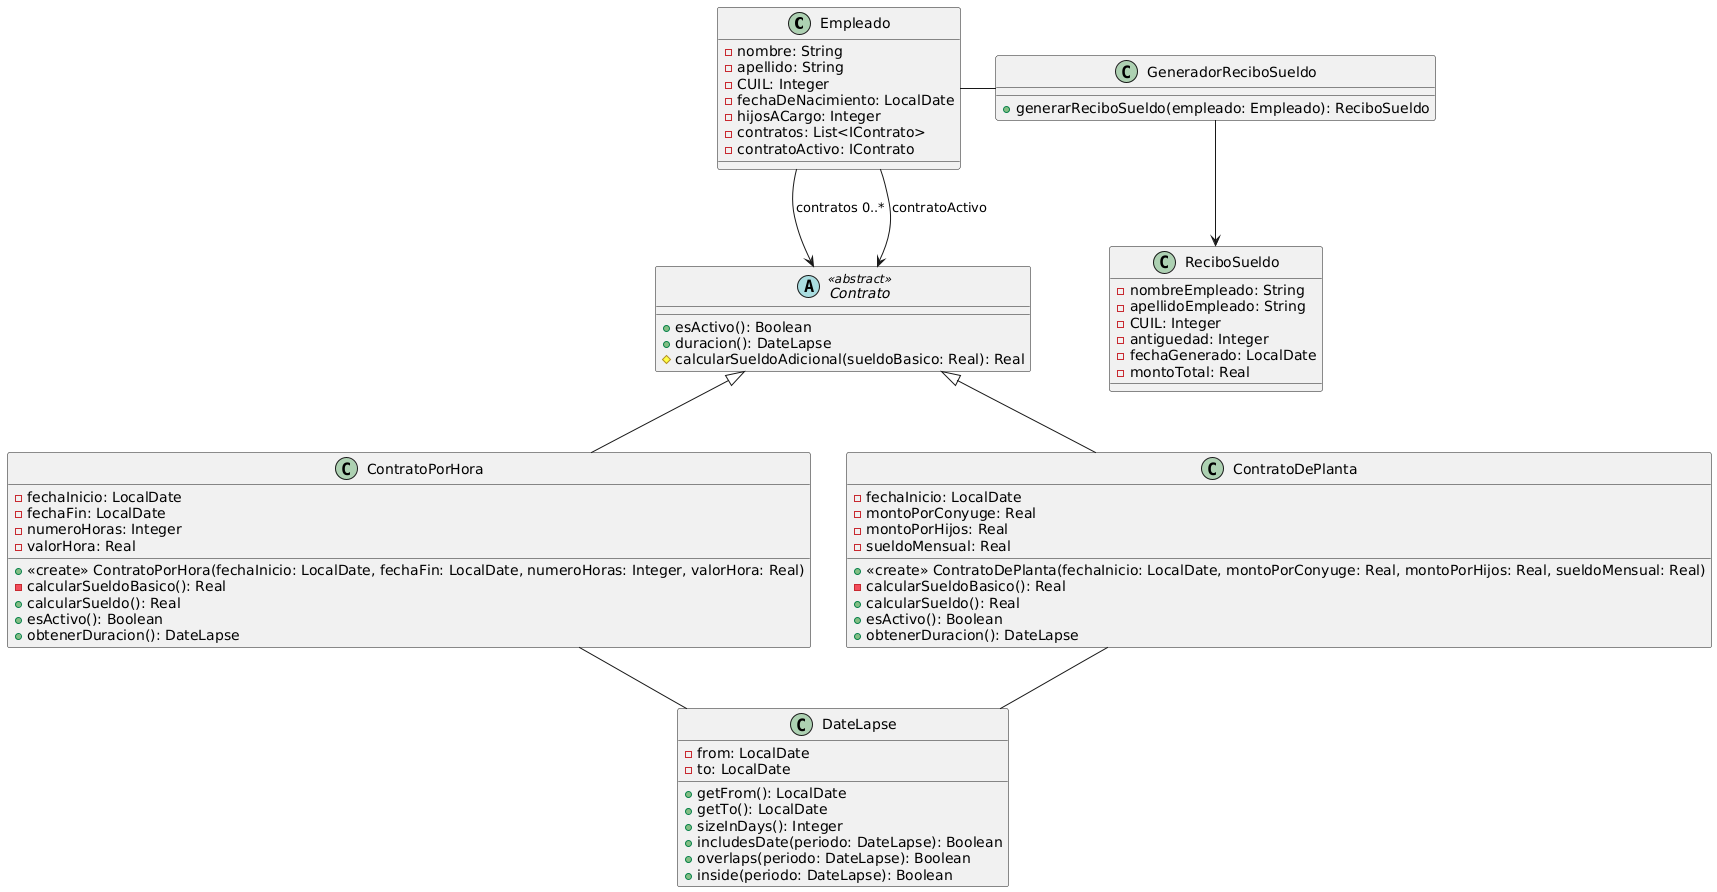 Empleado
nombre: String
apellido: String
CUIL: Integer
fechaDeNacimiento: LocalDate
hijosACargo: Integer
contratos: List<IContrato>
contratoActivo: IContrato
GeneradorReciboSueldo
generarReciboSueldo(empleado: Empleado): ReciboSueldo
contratos 0..*
contratoActivo
«abstract»
Contrato
esActivo(): Boolean
duracion(): DateLapse
calcularSueldoAdicional(sueldoBasico: Real): Real
ReciboSueldo
nombreEmpleado: String
apellidoEmpleado: String
CUIL: Integer
antiguedad: Integer
fechaGenerado: LocalDate
montoTotal: Real
ContratoPorHora
fechaInicio: LocalDate
fechaFin: LocalDate
numeroHoras: Integer
valorHora: Real
«create» ContratoPorHora(fechaInicio: LocalDate, fechaFin: LocalDate, numeroHoras: Integer, valorHora: Real)
calcularSueldoBasico(): Real
calcularSueldo(): Real
esActivo(): Boolean
obtenerDuracion(): DateLapse
ContratoDePlanta
fechaInicio: LocalDate
montoPorConyuge: Real
montoPorHijos: Real
sueldoMensual: Real
«create» ContratoDePlanta(fechaInicio: LocalDate, montoPorConyuge: Real, montoPorHijos: Real, sueldoMensual: Real)
calcularSueldoBasico(): Real
calcularSueldo(): Real
esActivo(): Boolean
obtenerDuracion(): DateLapse
DateLapse
from: LocalDate
to: LocalDate
getFrom(): LocalDate
getTo(): LocalDate
sizeInDays(): Integer
includesDate(periodo: DateLapse): Boolean
overlaps(periodo: DateLapse): Boolean
inside(periodo: DateLapse): Boolean